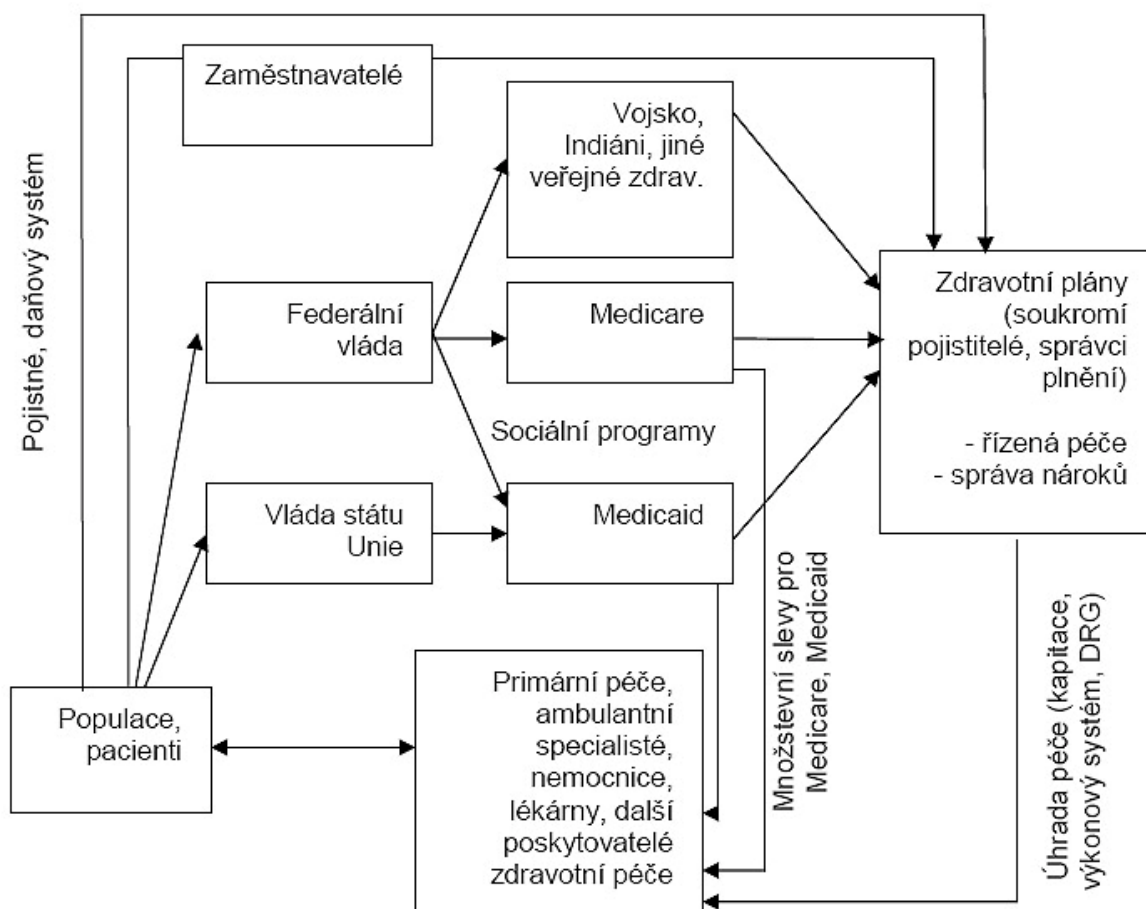 Zaměstnavatelé
Vojsko,
Indiáni, jiné
veřejné zdrav.
Pojistné, daňový systém
Federální
vláda
Medicare
Zdravotní plány
(soukromí
pojistitelé, správci
plnění)
- řízená péče
- správa nároků
Sociální programy
Vláda státu
Unie
Medicaid
Množstevní slevy pro
Medicare, Medicaid
Úhrada péče (kapitace,
výkonový systém, DRG)
Populace,
pacienti
Primární péče,
ambulantní
specialisté,
nemocnice,
lékárny, další
poskytovatelé
zdravotní péče